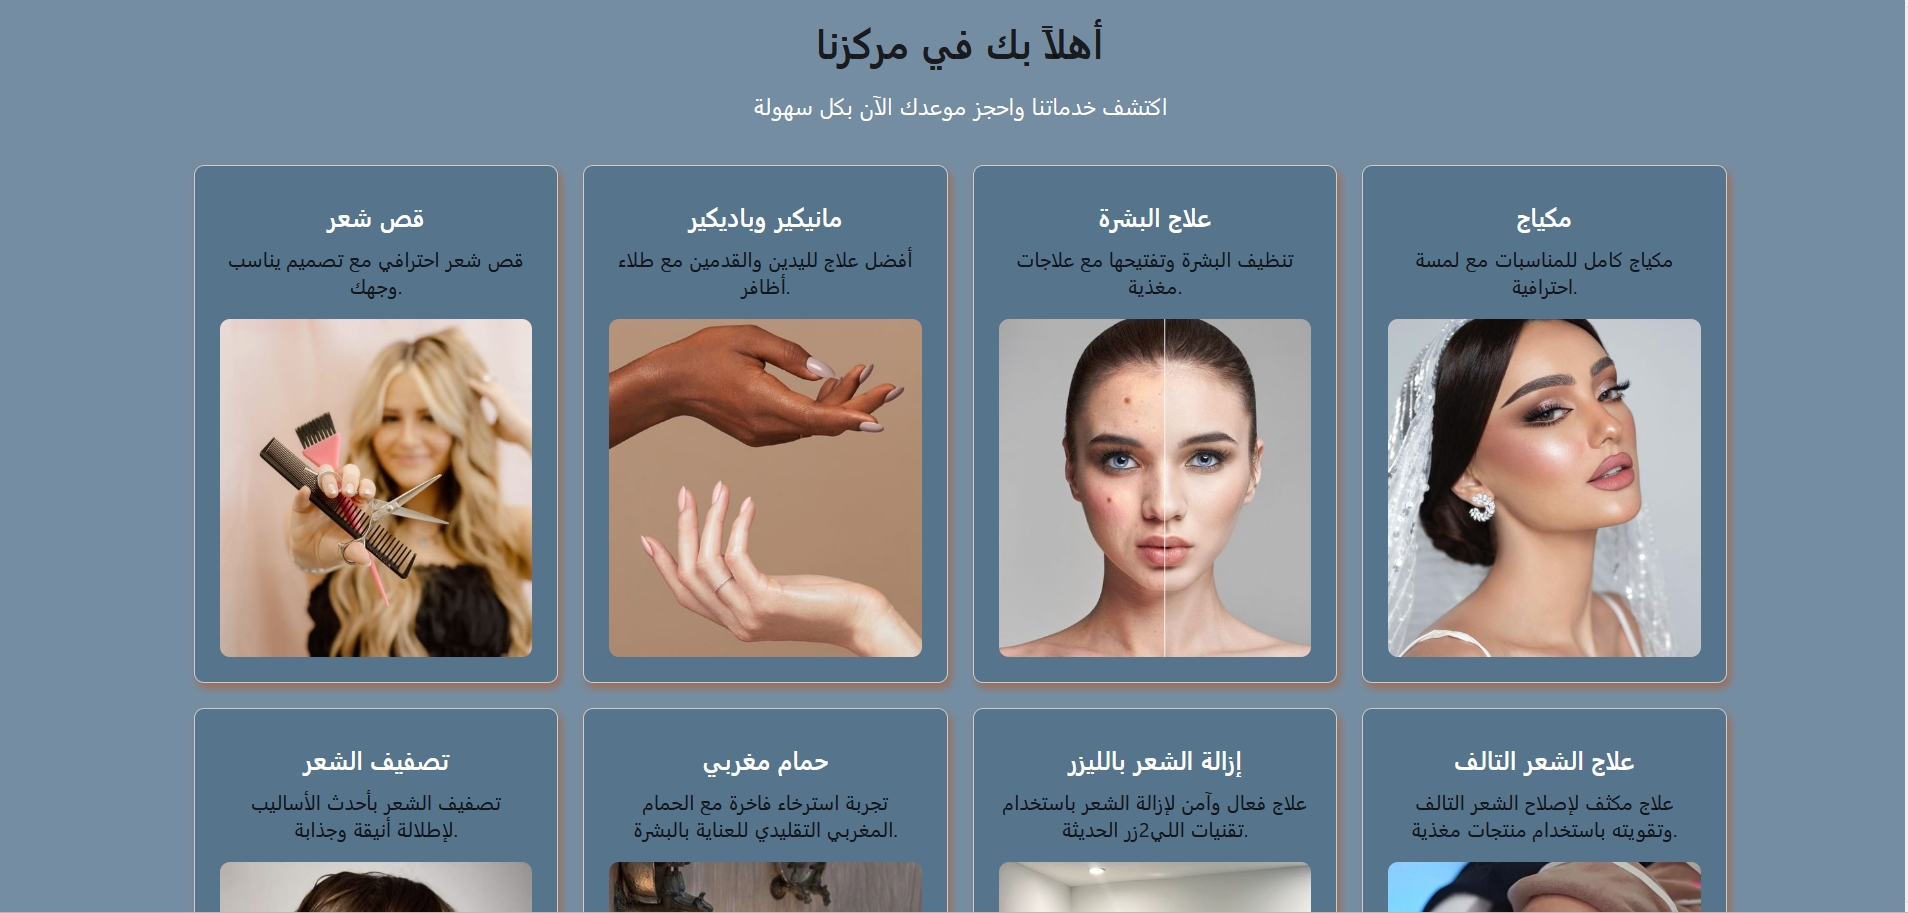 أهلاً بك في مركزنا
اكتشف خدماتنا واحجز موعدك الآن بكل سهولة
مكياج
مكياج كامل للمناسبات مع لمسة
احترافية.
علاج البشرة
تنظيف البشرة وتفتيحها مع علاجات
مغذية.
مانيكير وباديكير
أفضل علاج لليدين والقدمين مع طلاء
أظافر.
قص شعر
قص شعر احترافي مع تصميم يناسب
وجهك.
علاج الشعر التالف
علاج مكثف لإصلاح الشعر التالف
وتقويته باستخدام منتجات مغذية.
إزالة الشعر بالليزر
علاج فعال وآمن لإزالة الشعر باستخدام
تقنيات اللي2زر الحديثة.
حمام مغربي
تجربة استرخاء فاخرة مع الحمام
المغربي التقليدي للعناية بالبشرة.
تصفيف الشعر
تصفيف الشعر بأحدث الأساليب
لإطلالة أنيقة وجذابة.